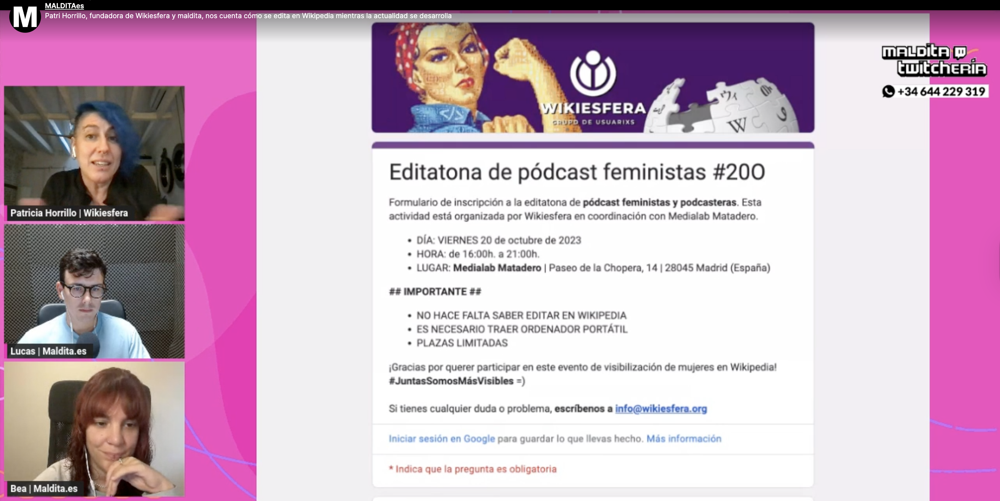 MALDITAes
M
Patri Horrillo, fundadora de Wikiesfera y maldita, nos cuenta cómo se edita en Wikipedia mientras la actualidad se desarrolla
MALDITA
TWITCHERÍA
+34 644 229 319
</>
WIKIESFERA
GRUPO DE USUARIXS
W
Editatona de pódcast feministas #20O
Formulario de inscripción a la editatona de pódcast feministas y podcasteras. Esta
actividad está organizada por Wikiesfera en coordinación con Medialab Matadero.
• DÍA: VIERNES 20 de octubre de 2023
• HORA: de 16:00h. a 21:00h.
• LUGAR: Medialab Matadero | Paseo de la Chopera, 14 | 28045 Madrid (España)
## IMPORTANTE ##
• NO HACE FALTA SABER EDITAR EN WIKIPEDIA
• ES NECESARIO TRAER ORDENADOR PORTÁTIL
• PLAZAS LIMITADAS
¡Gracias por querer participar en este evento de visibilización de mujeres en Wikipedia!
#JuntasSomosMásVisibles =)
Si tienes cualquier duda o problema, escríbenos a info@wikiesfera.org
Iniciar sesión en Google para guardar lo que llevas hecho. Más información
* Indica que la pregunta es obligatoria
Patricia Horrillo | Wikiesfera
Lucas | Maldita.es
Bea | Maldita.es